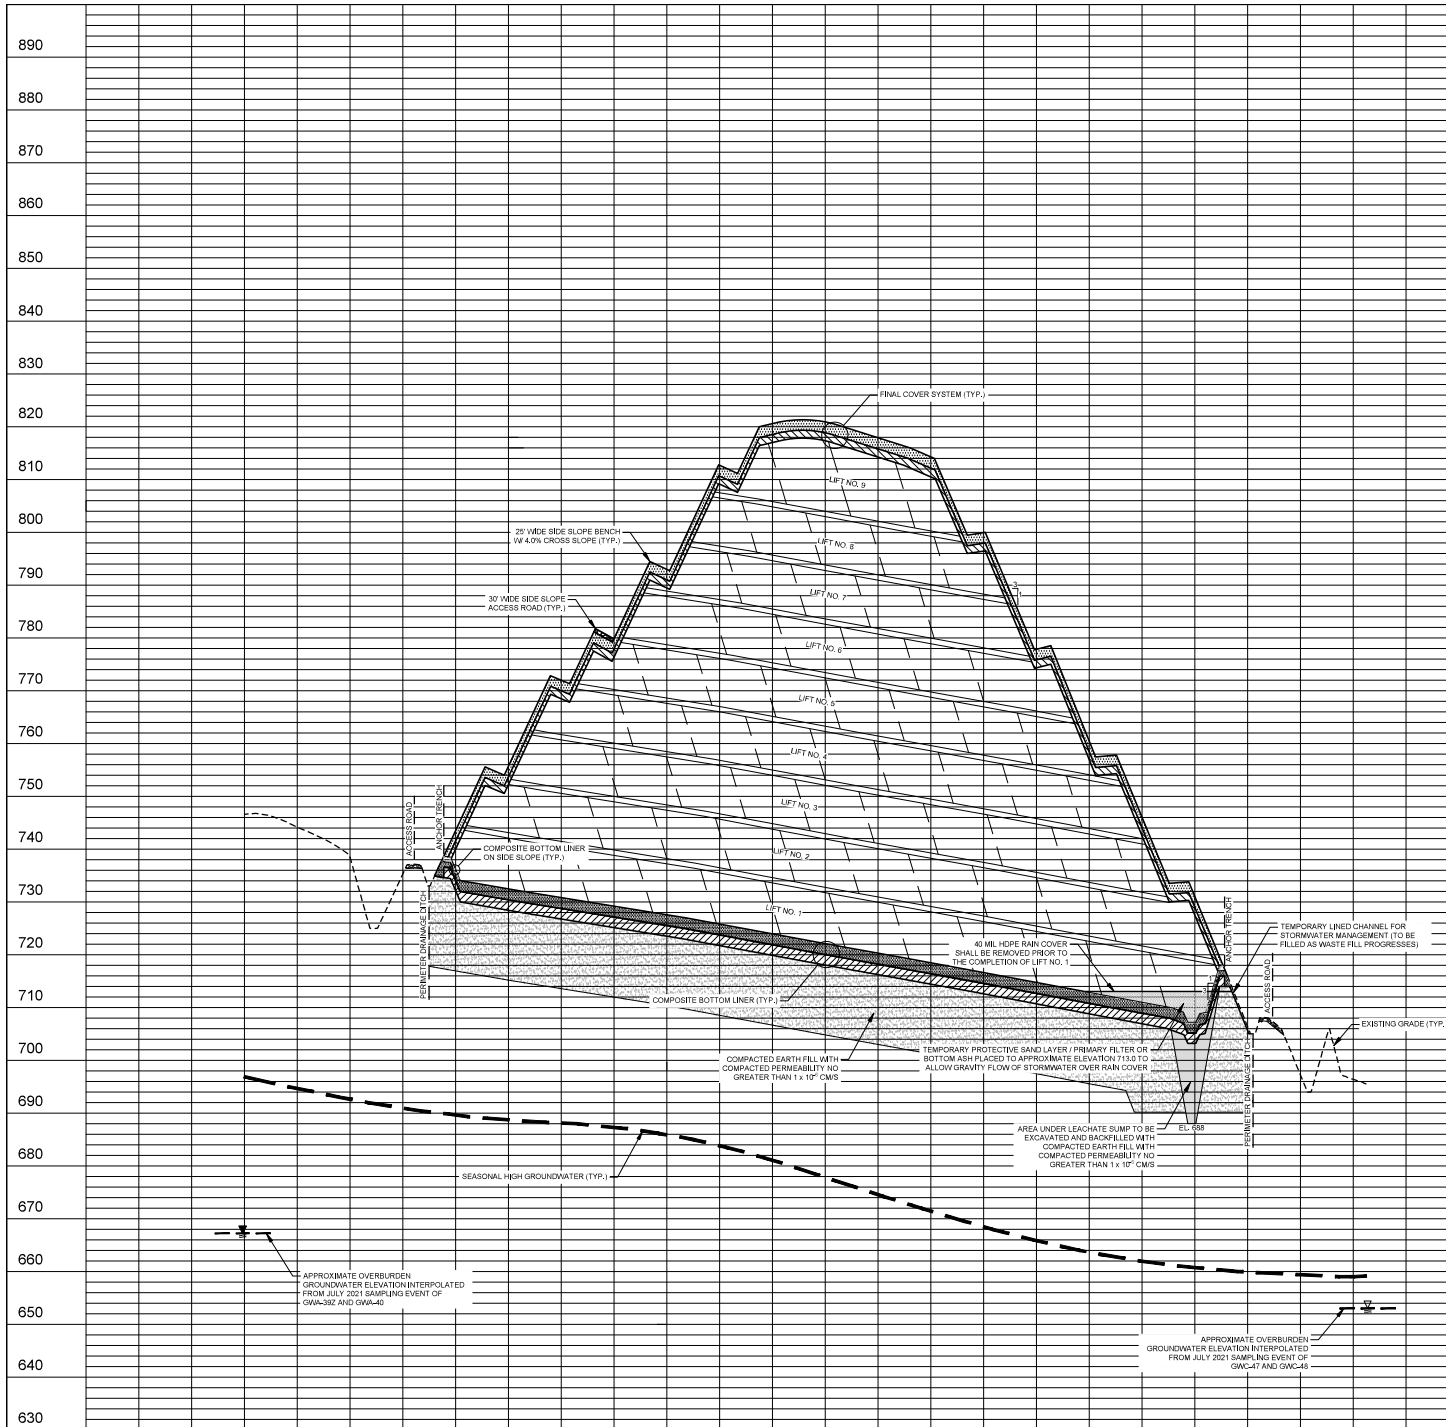 890
880
870
860
850
840
830
820
810
800
790
780
770
760
750
740
730
720
710
700
690
680
670
660
650
640
630
FINAL COVER SYSTEM (TYP.)
LIFT NO. 9
25' WIDE SIDE SLOPE BENCH
W/ 4.0% CROSS SLOPE (TYP.)
LIFT NO. 8
3
1
LIFT NO. 7
30' WIDE SIDE SLOPE
ACCESS ROAD (TYP.)
LIFT NO. 6
LIFT NO. 5
LIFT NO. 4
LIFT NO. 3
ACCESS ROAD
ANCHOR TRENCH
COMPOSITE BOTTOM LINER
ON SIDE SLOPE (TYP.)
LIFT NO. 2
LIFT NO. 1
PERIMETER DRAINAGE DITCH
40 MIL HDPE RAIN COVER
SHALL BE REMOVED PRIOR TO
THE COMPLETION OF LIFT NO. 1
ANCHOR TRENCH
TEMPORARY LINED CHANNEL FOR
STORMWATER MANAGEMENT (TO BE
FILLED AS WASTE FILL PROGRESSES)
ACCESS ROAD
COMPOSITE BOTTOM LINER (TYP.)
EXISTING GRADE (TYP.
COMPACTED EARTH FILL WITH
COMPACTED PERMEABILITY NO
GREATER THAN 1 x 10⁻⁵ CM/S
TEMPORARY PROTECTIVE SAND LAYER / PRIMARY FILTER OR
BOTTOM ASH PLACED TO APPROXIMATE ELEVATION 713.0 TO
ALLOW GRAVITY FLOW OF STORMWATER OVER RAIN COVER
PERIMETER DRAINAGE DITCH
AREA UNDER LEACHATE SUMP TO BE
EXCAVATED AND BACKFILLED WITH
COMPACTED EARTH FILL WITH
COMPACTED PERMEABILITY NO
GREATER THAN 1 x 10⁻⁵ CM/S
EL. 688
SEASONAL HIGH GROUNDWATER (TYP.)
APPROXIMATE OVERBURDEN
GROUNDWATER ELEVATION INTERPOLATED
FROM JULY 2021 SAMPLING EVENT OF
GWA-39Z AND GWA-40
APPROXIMATE OVERBURDEN
GROUNDWATER ELEVATION INTERPOLATED
FROM JULY 2021 SAMPLING EVENT OF
GWC-47 AND GWC-48